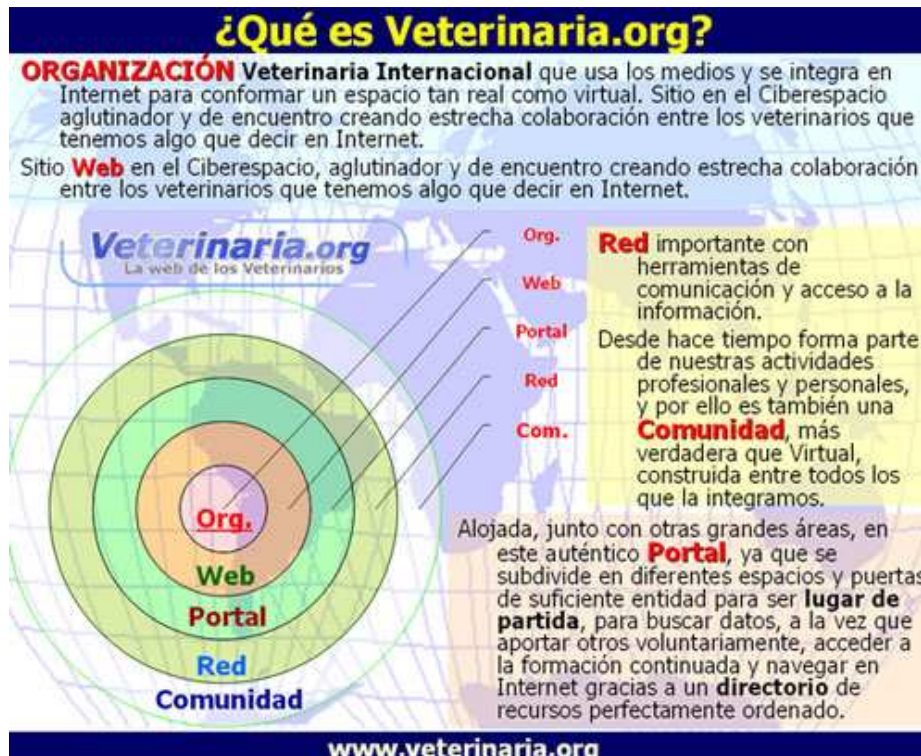 ¿Qué es Veterinaria.org?
ORGANIZACIÓN Veterinaria Internacional que usa los medios y se integra en
Internet para conformar un espacio tan real como virtual. Sitio en el Ciberespacio
aglutinador y de encuentro creando estrecha colaboración entre los veterinarios que
tenemos algo que decir en Internet.
Sitio Web en el Ciberespacio, aglutinador y de encuentro creando estrecha colaboración
entre los veterinarios que tenemos algo que decir en Internet.
Veterinaria.org
La web de los Veterinarios
Org.
Web
Portal
Red
Com.
Org.
Web
Portal
Red
Comunidad
Red importante con
herramientas de
comunicación y acceso a la
información.
Desde hace tiempo forma parte
de nuestras actividades
profesionales y personales,
y por ello es también una
Comunidad, más
verdadera que Virtual,
construida entre todos los
que la integramos.
Alojada, junto con otras grandes áreas, en
este auténtico Portal, ya que se
subdivide en diferentes espacios y puertas
de suficiente entidad para ser lugar de
partida, para buscar datos, a la vez que
aportar otros voluntariamente, acceder a
la formación continuada y navegar en
Internet gracias a un directorio de
recursos perfectamente ordenado.
www.veterinaria.org